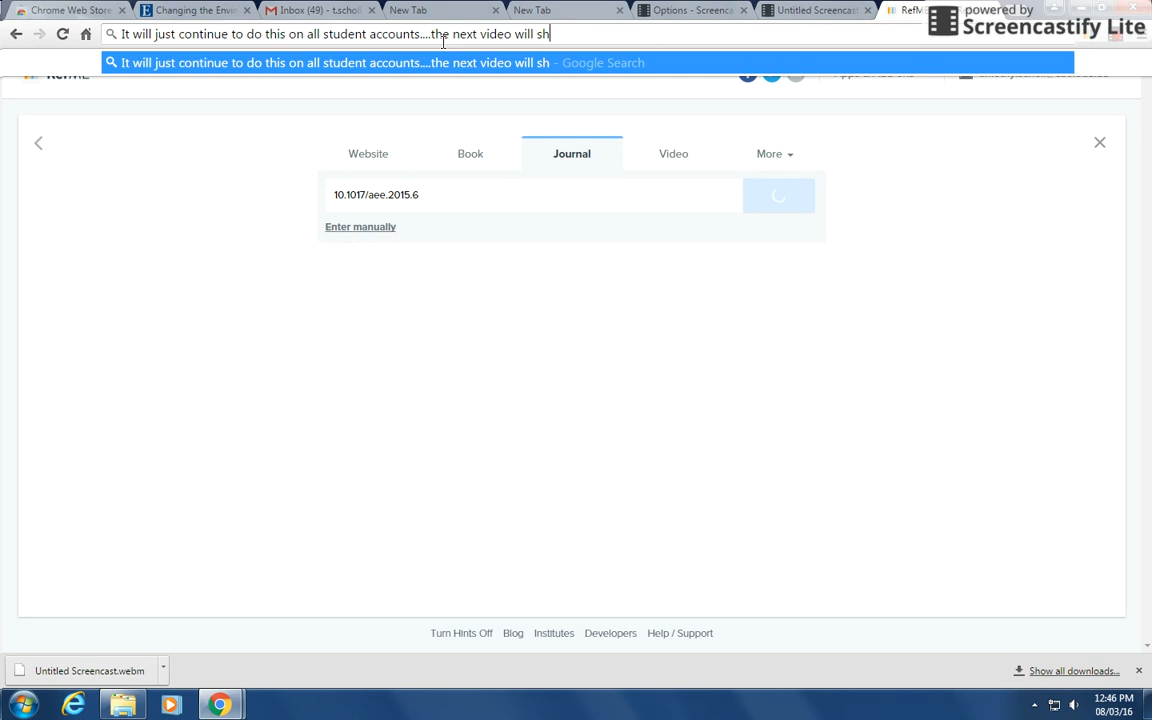 Chrome Web Store
Changing the Envi
Inbox (49) - t.scholl
New Tab
New Tab
Options - Screenca
Untitled Screencast
powered by
Screencastify Lite
It will just continue to do this on all student accounts....the next video will sh
It will just continue to do this on all student accounts....the next video will sh - Google Search
Website
Book
Journal
Video
More
10.1017/aee.2015.6
Enter manually
Turn Hints Off
Blog
Institutes
Developers
Help / Support
Untitled Screencast.webm
Show all downloads...
12:46 PM
08/03/16